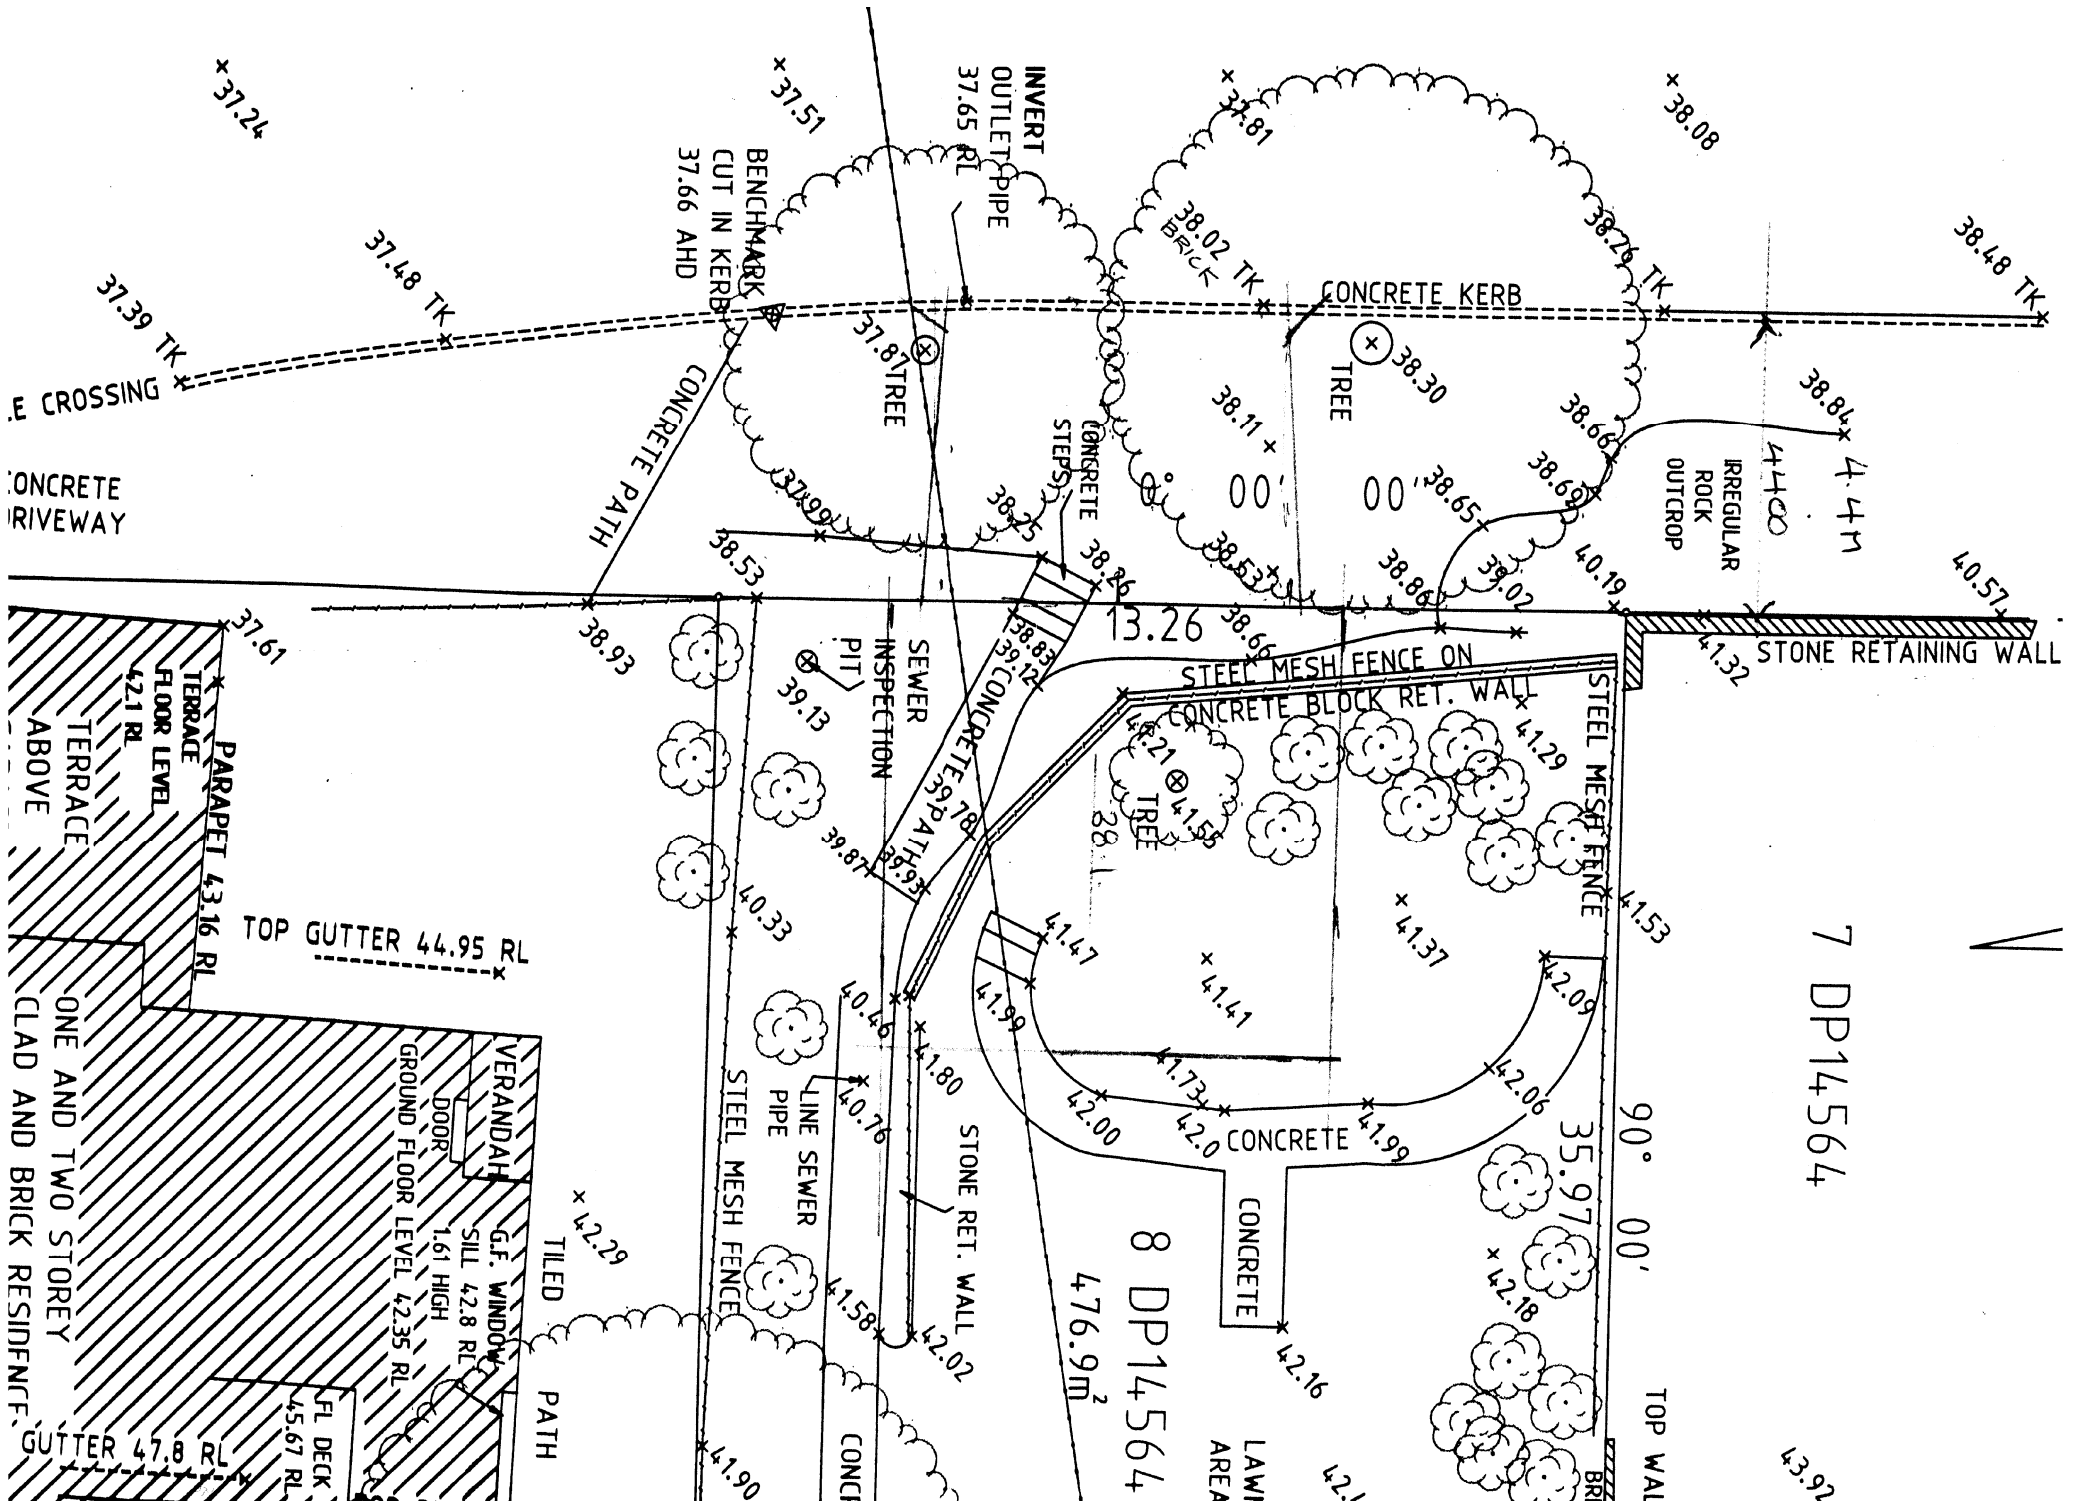 37.24
37.51
INVERT
OUTLET PIPE
37.65 RL
37.81
38.08
BENCHMARK
CUT IN KERB
37.66 AHD
37.39 TK
37.48 TK
38.02 TK
BRICK
38.26 TK
38.48 TK
CONCRETE KERB
37.87
TREE
TREE
38.30
38.11
38.84
38.66
38.69
38.65
4.4M
4400
IRREGULAR
ROCK
OUTCROP
E CROSSING
CONCRETE PATH
CONCRETE
STEPS
0° 00' 00"
ONCRETE
RIVEWAY
37.99
38.25
38.26
38.53
38.53
38.86
39.02
40.19
40.57
13.26
37.61
38.93
PIT
INSPECTION
SEWER
39.13
38.83
39.12
38.66
STEEL MESH FENCE ON
CONCRETE BLOCK RET. WALL
41.32
STONE RETAINING WALL
TERRACE
FLOOR LEVEL
42.1 RL
TERRACE
ABOVE
PARAPET 43.16 RL
CONCRETE PATH
39.78
39.87
39.93
41.21
TREE
41.55
41.29
STEEL MESH FENCE
38.1
TOP GUTTER 44.95 RL
40.33
41.47
41.37
41.53
41.41
42.09
40.46
41.99
41.80
41.73
42.06
7 DP14564
ONE AND TWO STOREY
CLAD AND BRICK RESIDENCE
VERANDAH
DOOR
GROUND FLOOR LEVEL 42.35 RL
STEEL MESH FENCE
LINE SEWER
PIPE
40.76
STONE RET. WALL
42.00
42.0
CONCRETE
41.99
CONCRETE
35.97
90° 00'
G.F. WINDOW
SILL 42.8 RL
1.61 HIGH
TILED PATH
42.29
42.18
41.58
42.02
8 DP14564
476.9m²
42.16
FL DECK
45.67 RL
GUTTER 47.8 RL
41.90
CONC
LAWN
AREA
TOP WAL
43.92